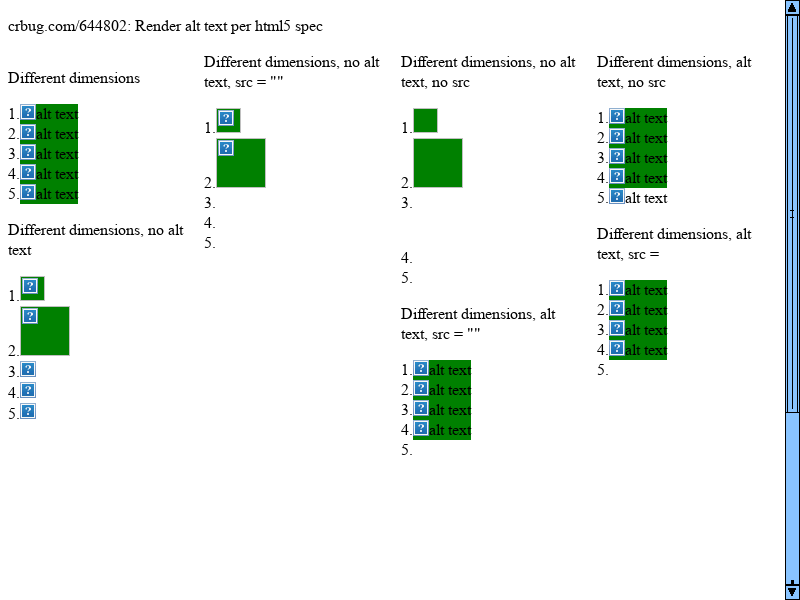 crbug.com/644802: Render alt text per html5 spec
Different dimensions
1. ?alt text
2. ?alt text
3. ?alt text
4. ?alt text
5. ?alt text
Different dimensions, no alt
text
1. ?
2. ?
3. ?
4. ?
5. ?
Different dimensions, no alt
text, src = ""
1. ?
2. ?
3.
4.
5.
Different dimensions, no alt
text, no src
1.
2.
3.
4.
5.
Different dimensions, alt
text, src = ""
1. ?alt text
2. ?alt text
3. ?alt text
4. ?alt text
5.
Different dimensions, alt
text, no src
1. ?alt text
2. ?alt text
3. ?alt text
4. ?alt text
5. ?alt text
Different dimensions, alt
text, src =
1. ?alt text
2. ?alt text
3. ?alt text
4. ?alt text
5.